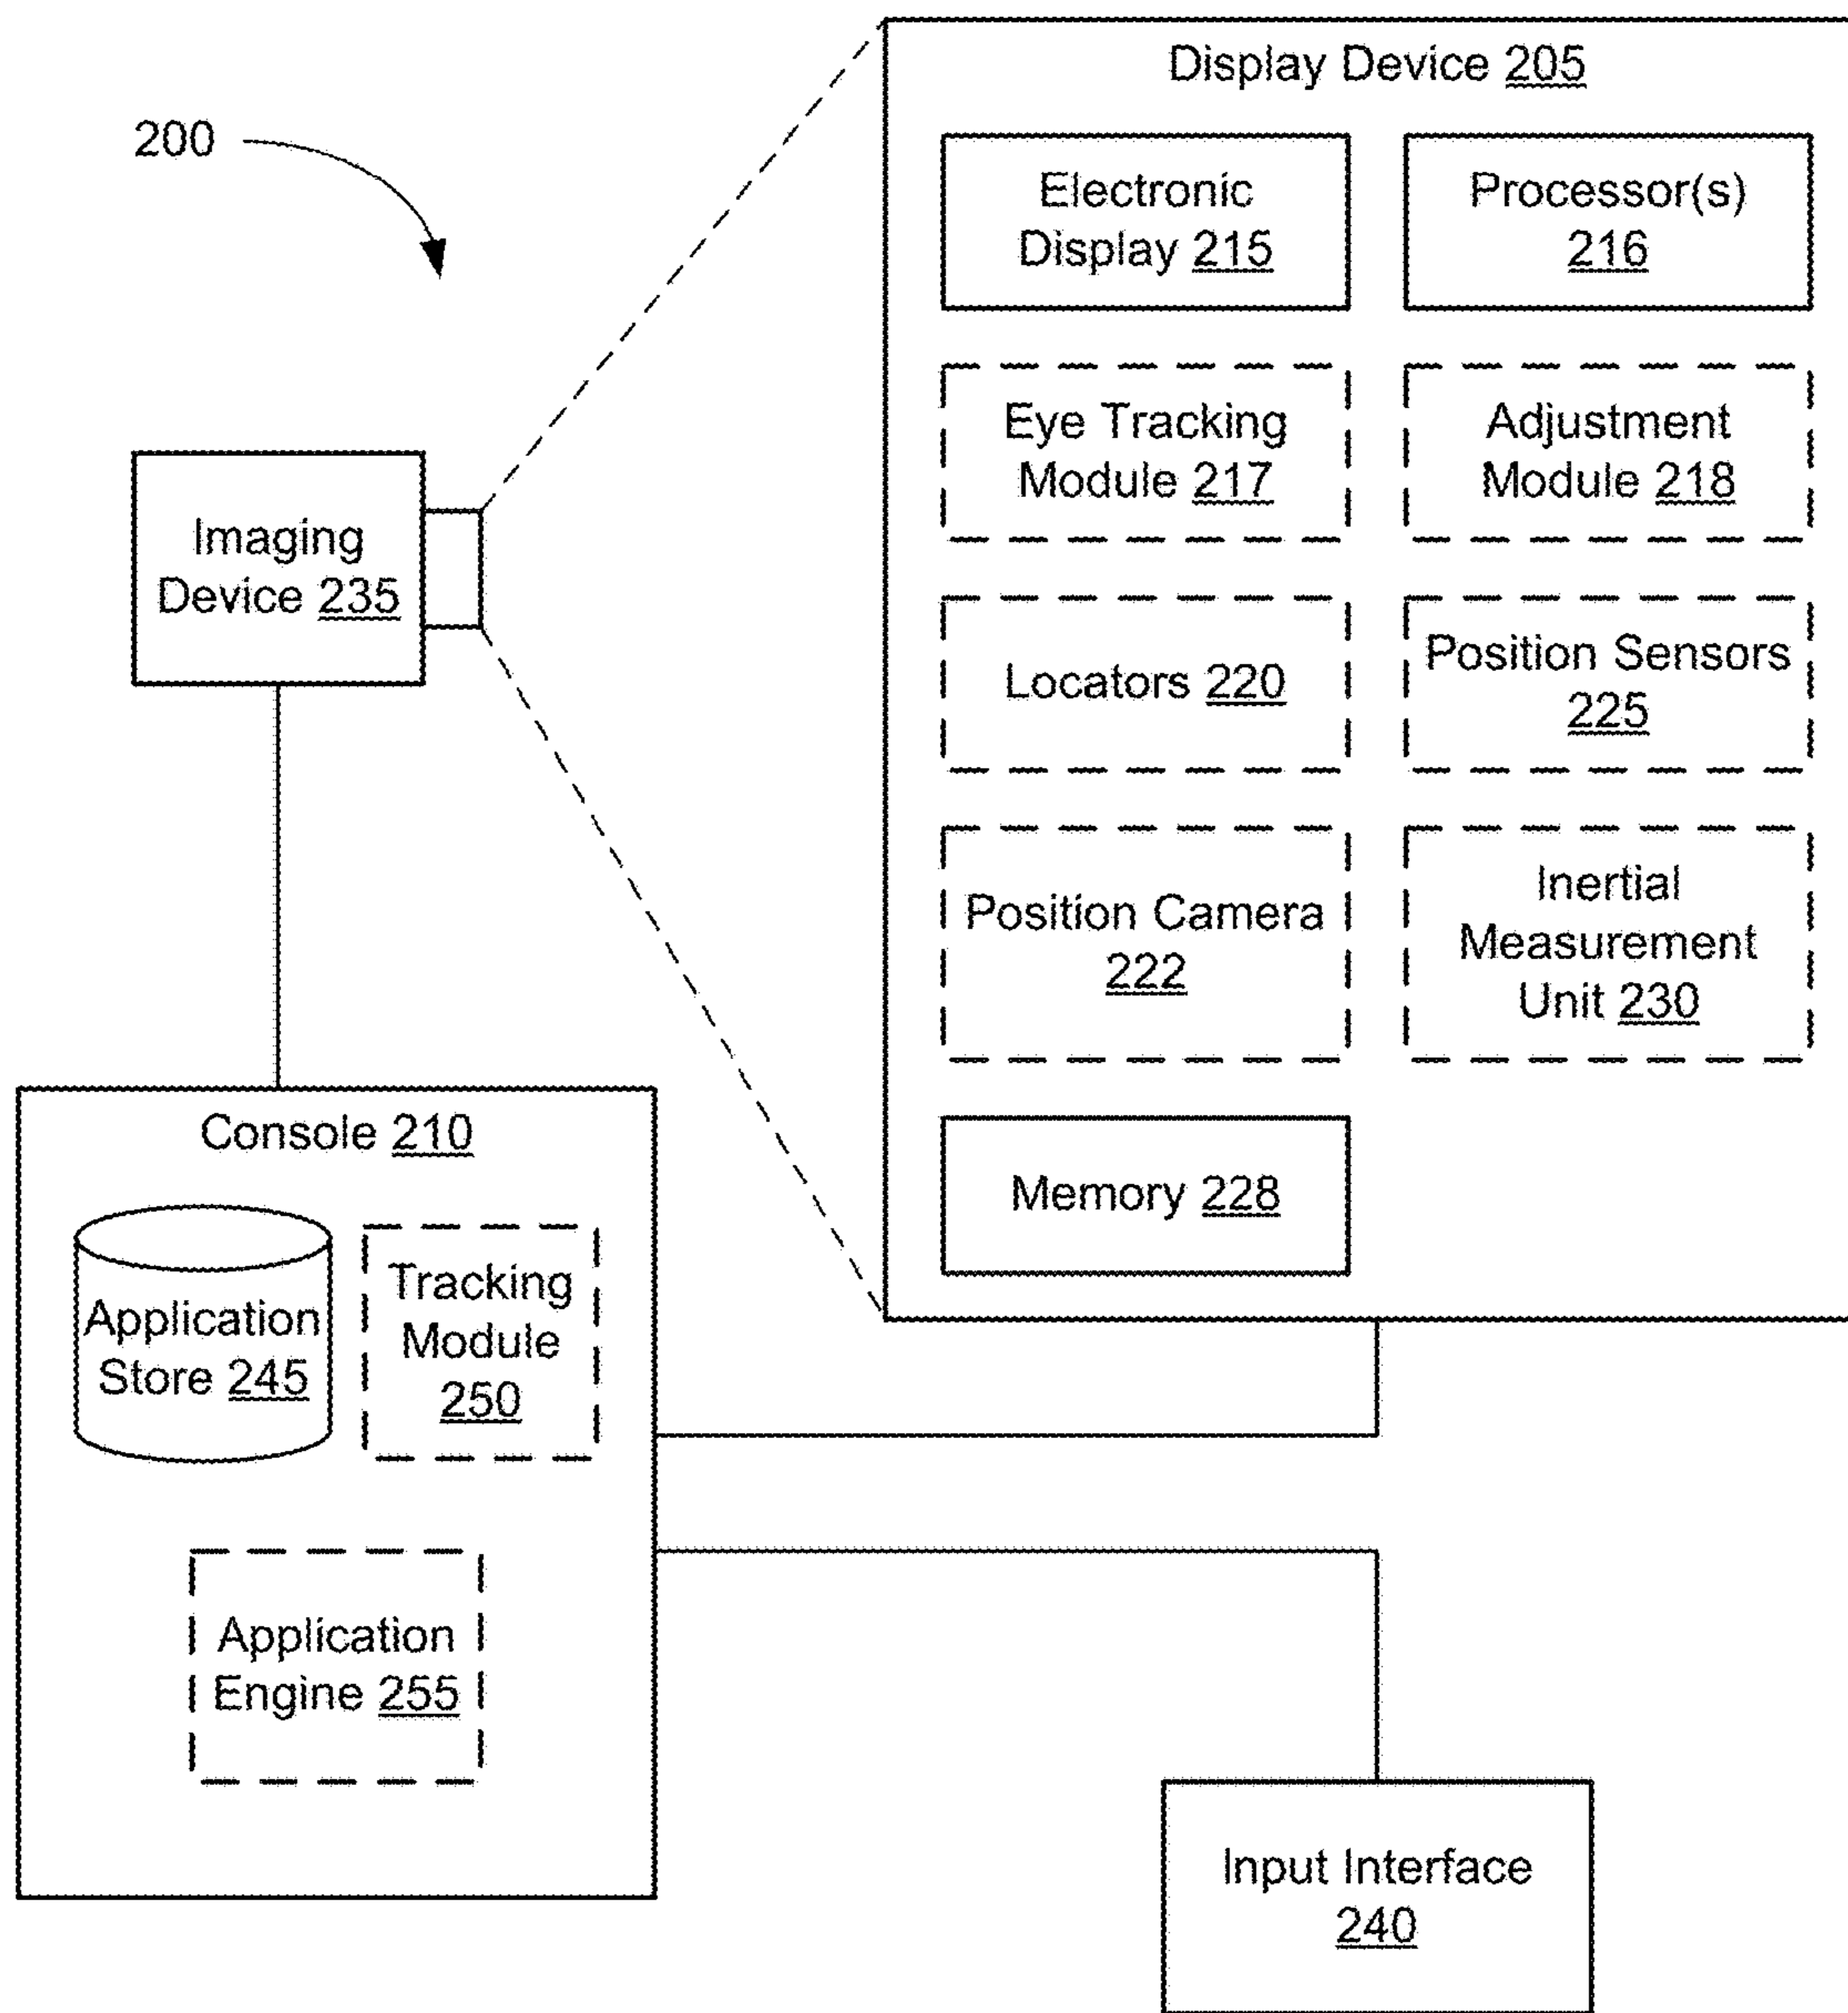 200
Display Device 205
Electronic
Display 215
Processor(s)
216
Eye Tracking
Module 217
Adjustment
Module 218
Imaging
Device 235
Locators 220
Position Sensors
225
Position Camera
222
Inertial
Measurement
Unit 230
Memory 228
Console 210
Application
Store 245
Tracking
Module
250
Application
Engine 255
Input Interface
240